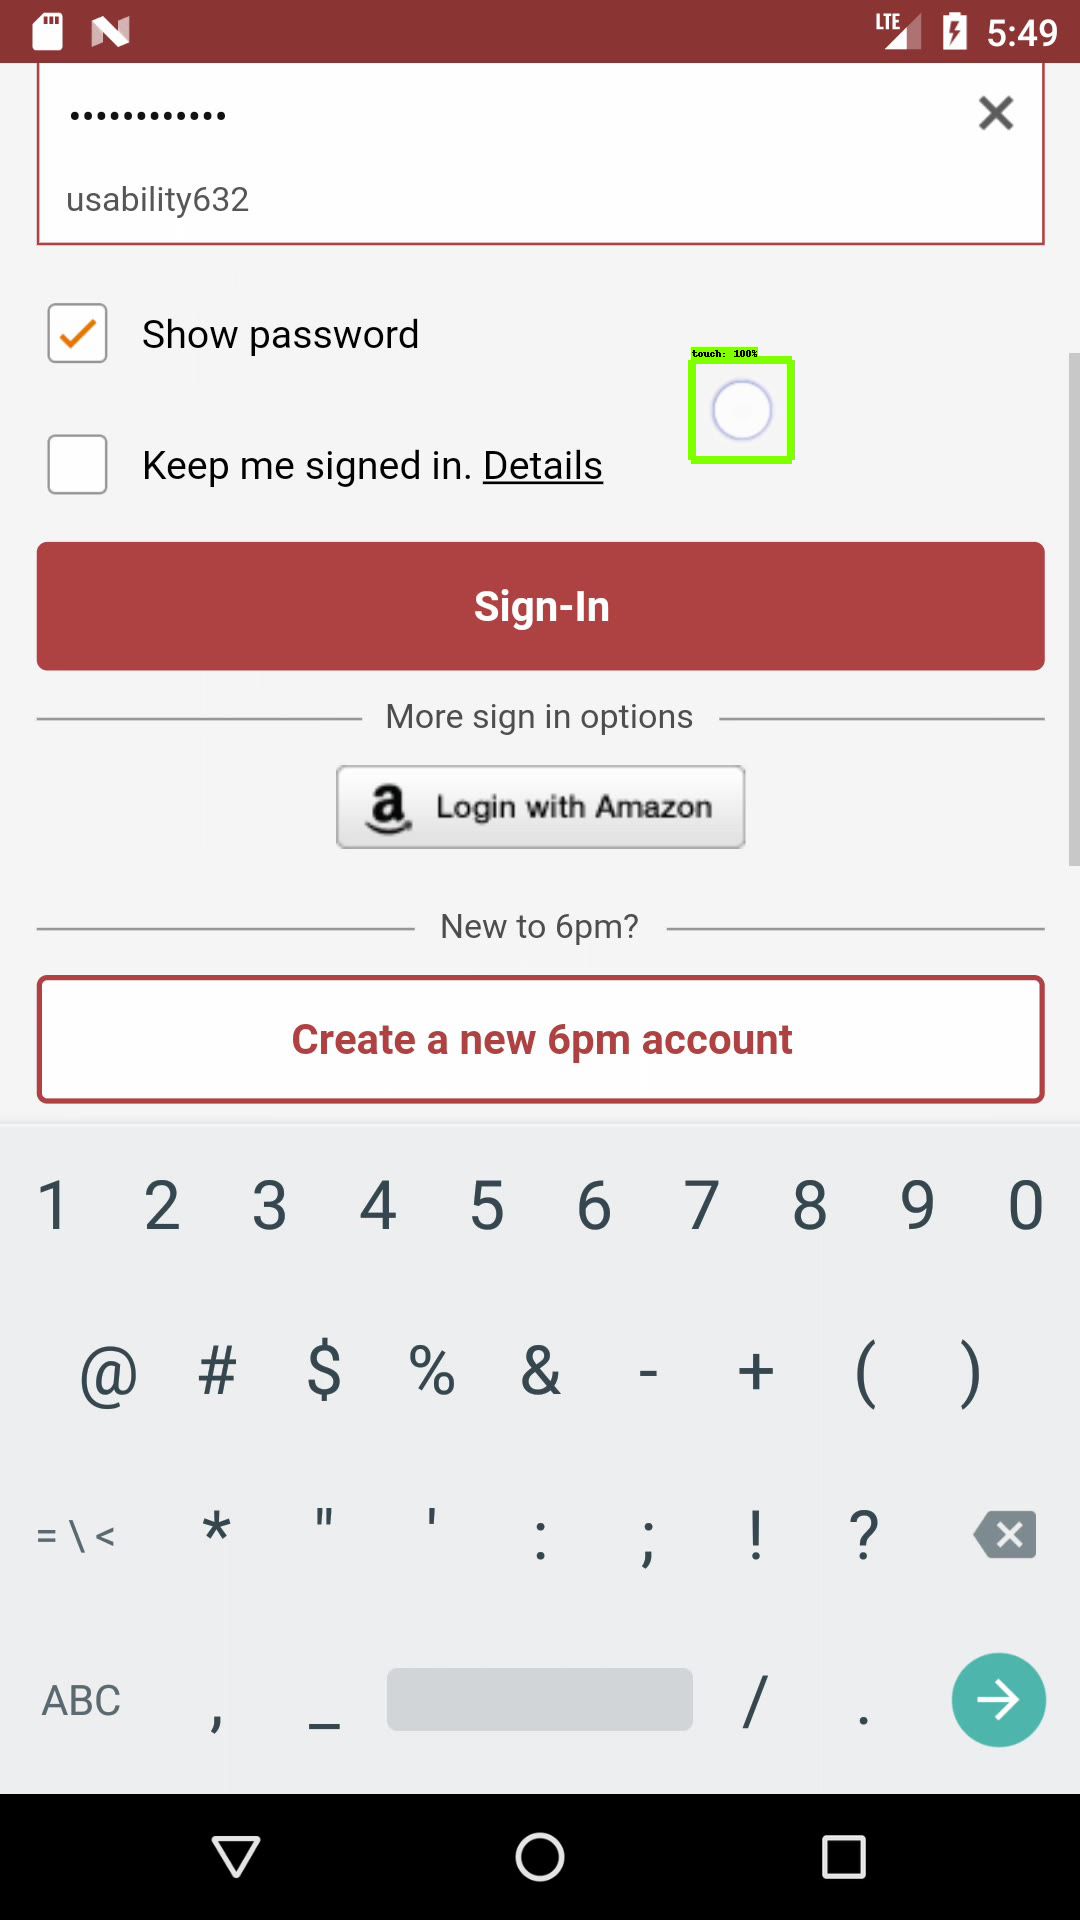 LTE 5:49
••••••••••••
usability632
Show password
touch: 100%
Keep me signed in. Details
Sign-In
More sign in options
a Login with Amazon
New to 6pm?
Create a new 6pm account
1 2 3 4 5 6 7 8 9 0
@ # $ % & - + ( )
= \ < * " ' : ; ! ?
ABC , _ / .